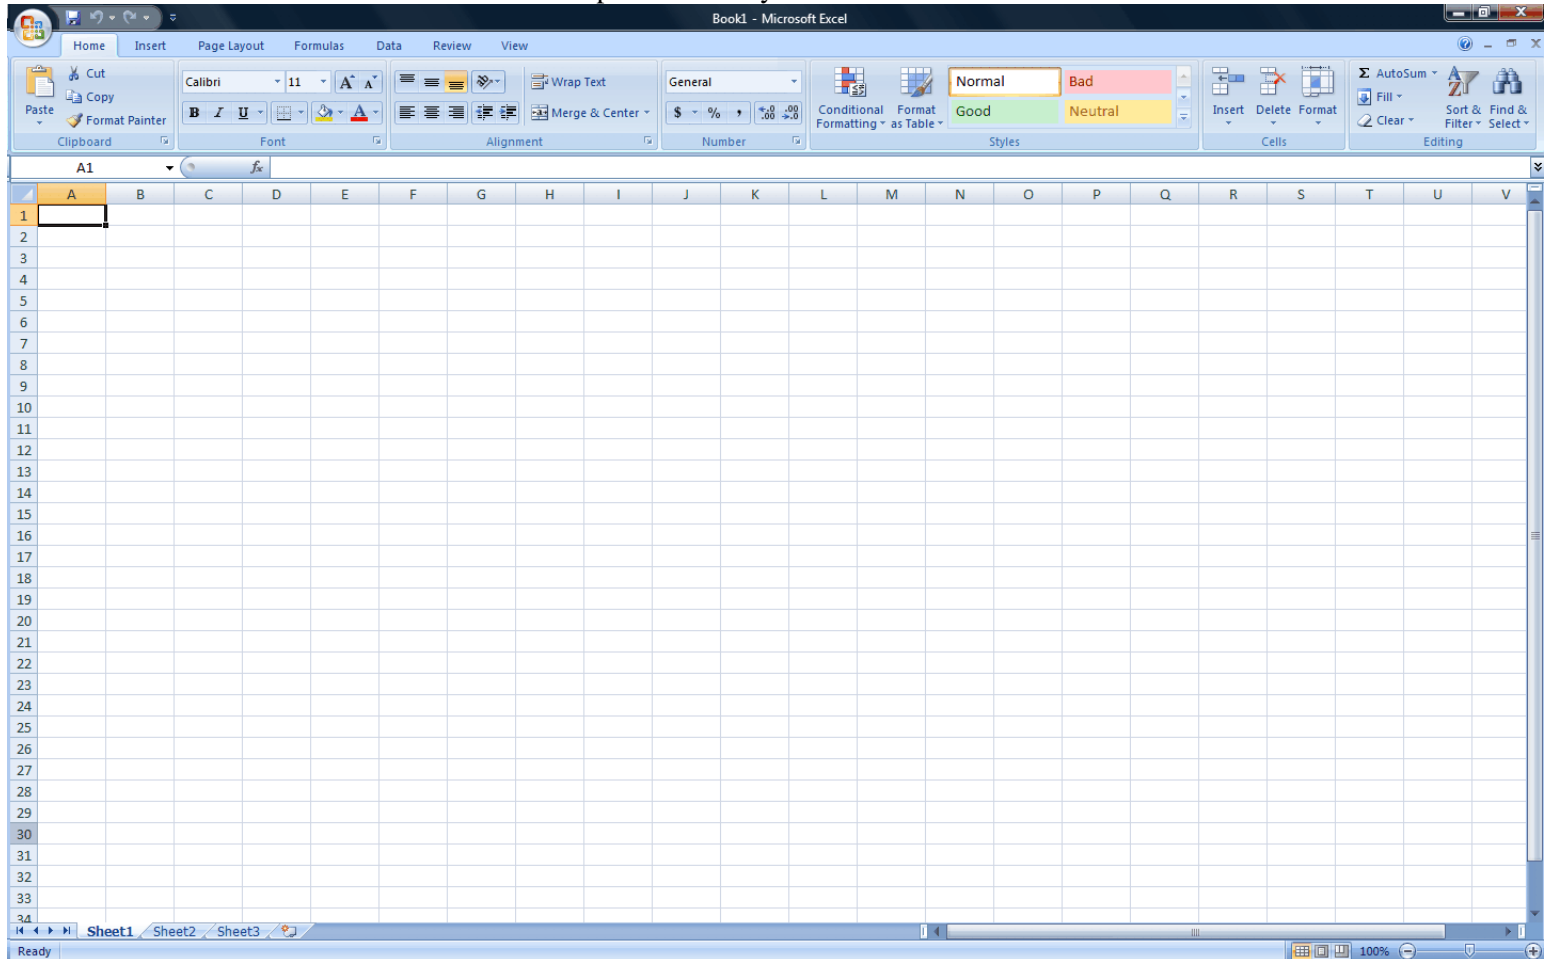 Book1 - Microsoft Excel
Home Insert Page Layout Formulas Data Review View
Paste
Cut
Copy
Format Painter
Clipboard
Calibri 11 A A
B I U A
Font
Wrap Text
Merge & Center
Alignment
General
$ % , .0 .00 .00 .0
Number
Conditional Formatting
Format as Table
Normal Bad
Good Neutral
Styles
Insert Delete Format
Cells
Σ AutoSum
Fill
Clear
Sort & Filter
Find & Select
Editing
A1 fx
A B C D E F G H I J K L M N O P Q R S T U V
1
2
3
4
5
6
7
8
9
10
11
12
13
14
15
16
17
18
19
20
21
22
23
24
25
26
27
28
29
30
31
32
33
34
Sheet1 Sheet2 Sheet3
Ready 100%